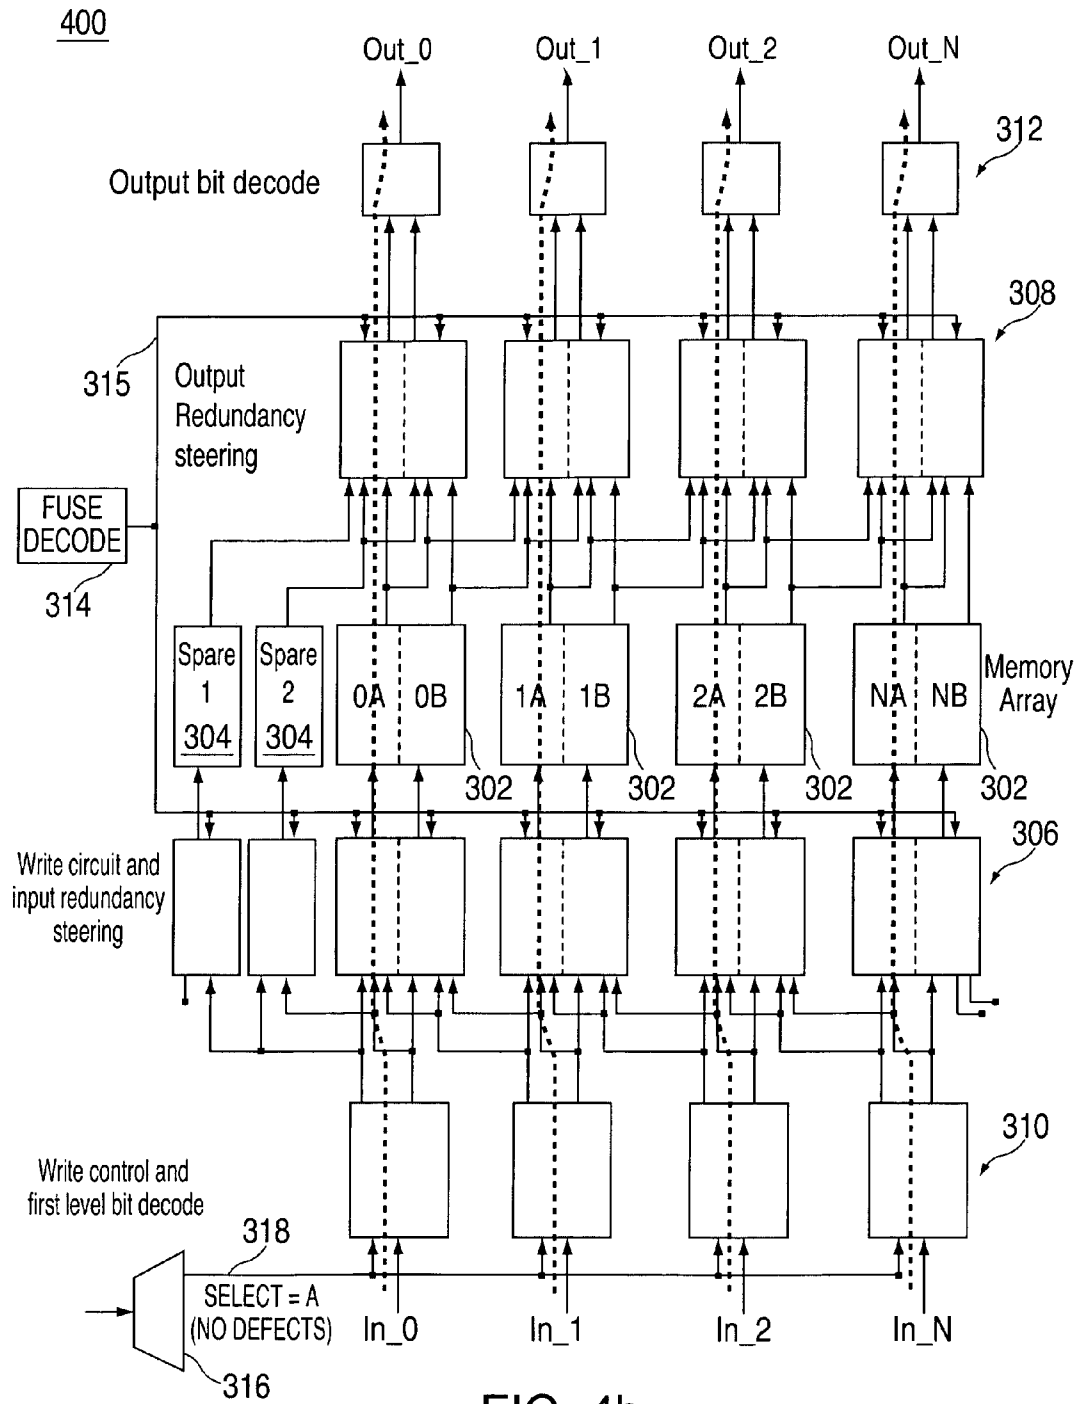 400
Out_0 Out_1 Out_2 Out_N
312
Output bit decode
308
315
Output
Redundancy
steering
FUSE
DECODE
314
Spare
1
304
Spare
2
304
0A 0B 1A 1B 2A 2B NA NB
Memory
Array
302 302 302 302
306
Write circuit and
input redundancy
steering
310
Write control and
first level bit decode
318
SELECT = A
(NO DEFECTS)
In_0 In_1 In_2 In_N
316